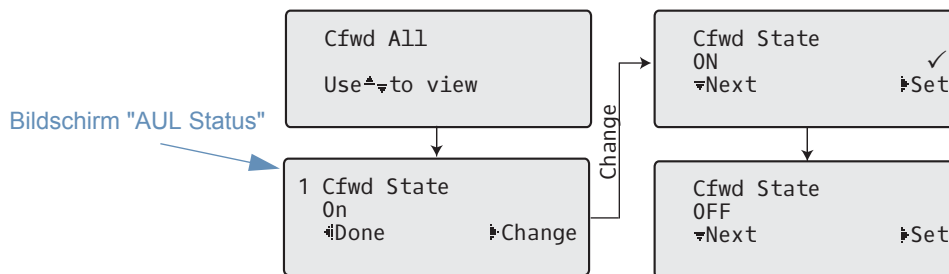 Cfwd All
Use▲▼to view
Bildschirm "AUL Status"
1 Cfwd State
On
◀Done ▶Change
Change
Cfwd State
ON ✓
▼Next ▶Set
Cfwd State
OFF
▼Next ▶Set